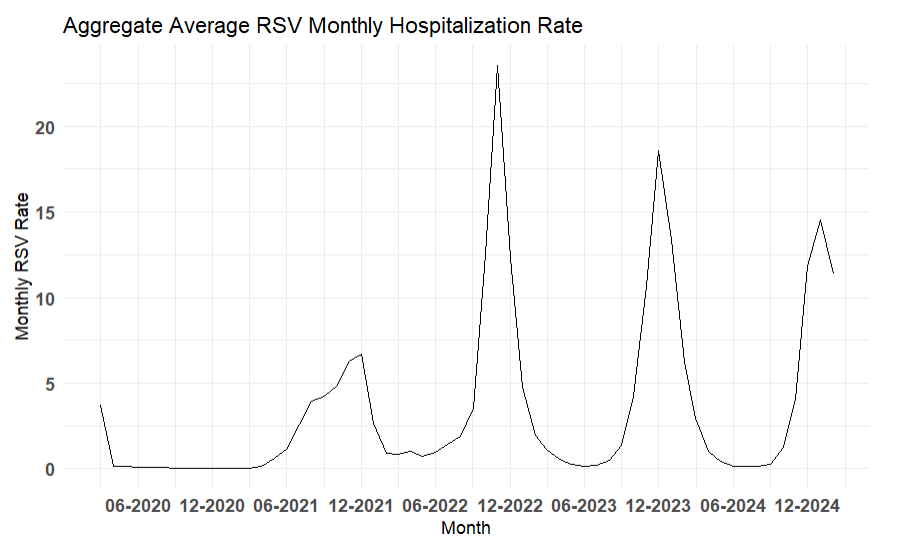 Aggregate Average RSV Monthly Hospitalization Rate
Monthly RSV Rate
20
15
10
5
0
06-2020 12-2020 06-2021 12-2021 06-2022 12-2022 06-2023 12-2023 06-2024 12-2024
Month